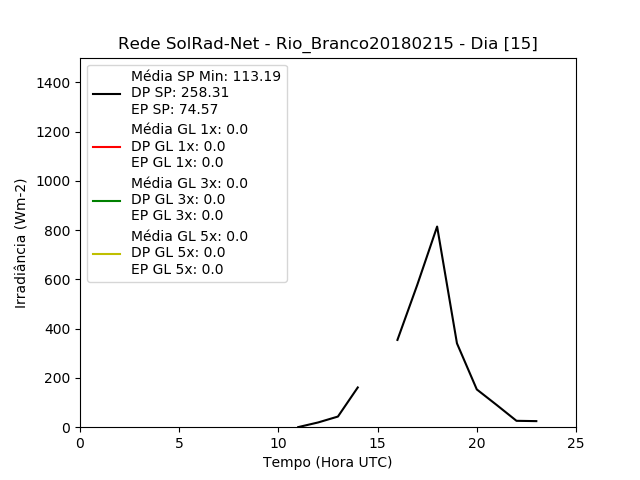 Rede SolRad-Net - Rio_Branco20180215 - Dia [15]
Média SP Min: 113.19
DP SP: 258.31
EP SP: 74.57
Média GL 1x: 0.0
DP GL 1x: 0.0
EP GL 1x: 0.0
Média GL 3x: 0.0
DP GL 3x: 0.0
EP GL 3x: 0.0
Média GL 5x: 0.0
DP GL 5x: 0.0
EP GL 5x: 0.0
Irradiância (Wm-2)
1400
1200
1000
800
600
400
200
0
0 5 10 15 20 25
Tempo (Hora UTC)